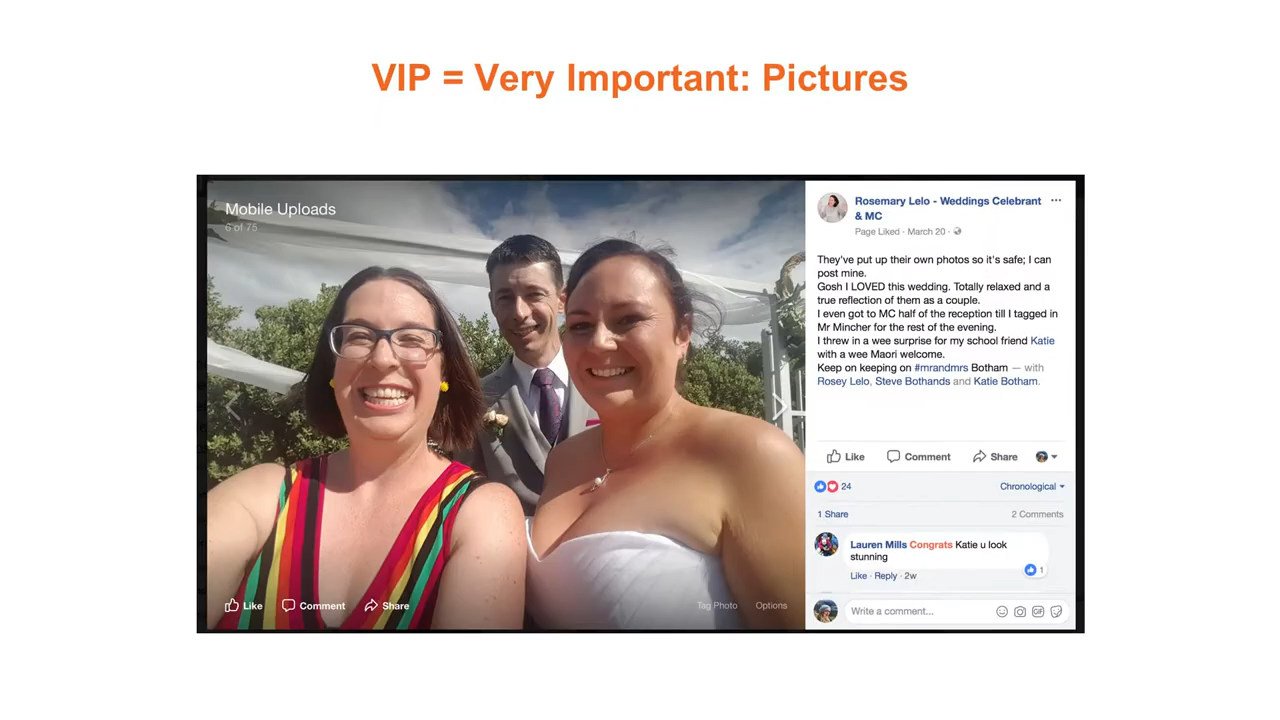 VIP = Very Important: Pictures
Mobile Uploads
6 of 75
Rosemary Lelo - Weddings Celebrant
& MC
Page Liked · March 20 ·
They've put up their own photos so it's safe; I can
post mine.
Gosh I LOVED this wedding. Totally relaxed and a
true reflection of them as a couple.
I even got to MC half of the reception till I tagged in
Mr Mincher for the rest of the evening.
I threw in a wee surprise for my school friend Katie
with a wee Maori welcome.
Keep on keeping on #mrandmrs Botham — with
Rosey Lelo, Steve Bothands and Katie Botham.
Like Comment Share
24 Chronological
1 Share 2 Comments
Lauren Mills Congrats Katie u look
stunning
1
Like · Reply · 2w
Write a comment...
GIF
Like Comment Share
Tag Photo Options